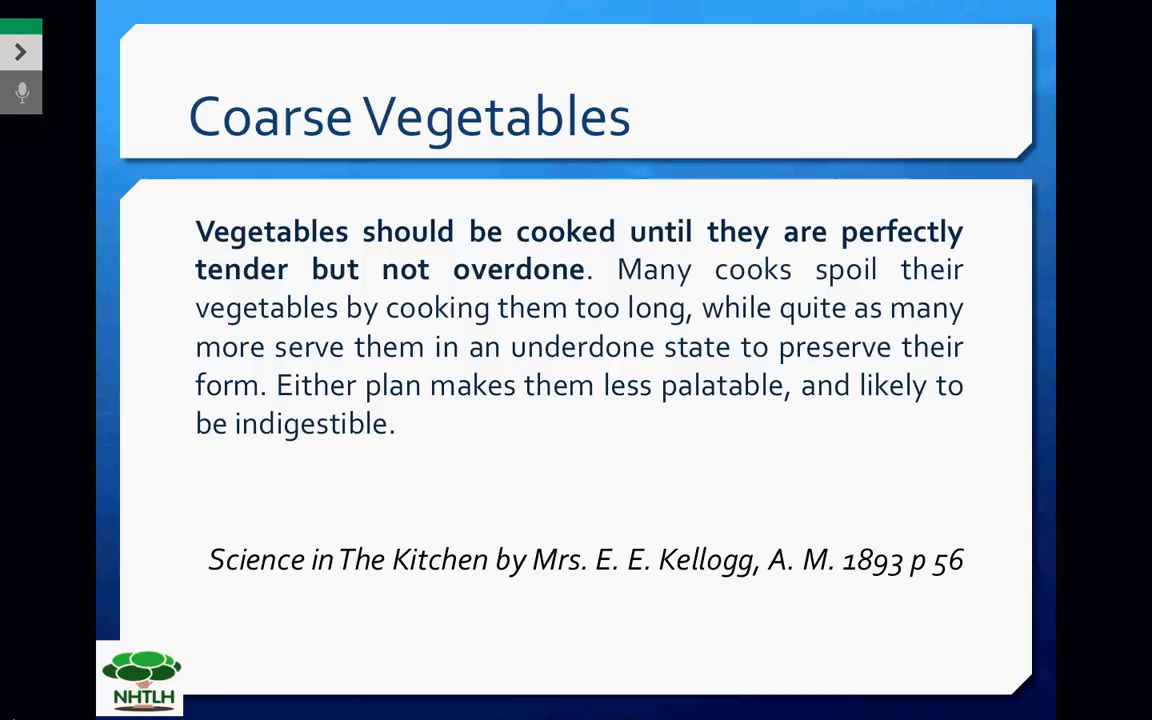 Coarse Vegetables
Vegetables should be cooked until they are perfectly
tender but not overdone. Many cooks spoil their
vegetables by cooking them too long, while quite as many
more serve them in an underdone state to preserve their
form. Either plan makes them less palatable, and likely to
be indigestible.
Science in The Kitchen by Mrs. E. E. Kellogg, A. M. 1893 p 56
NHTLH